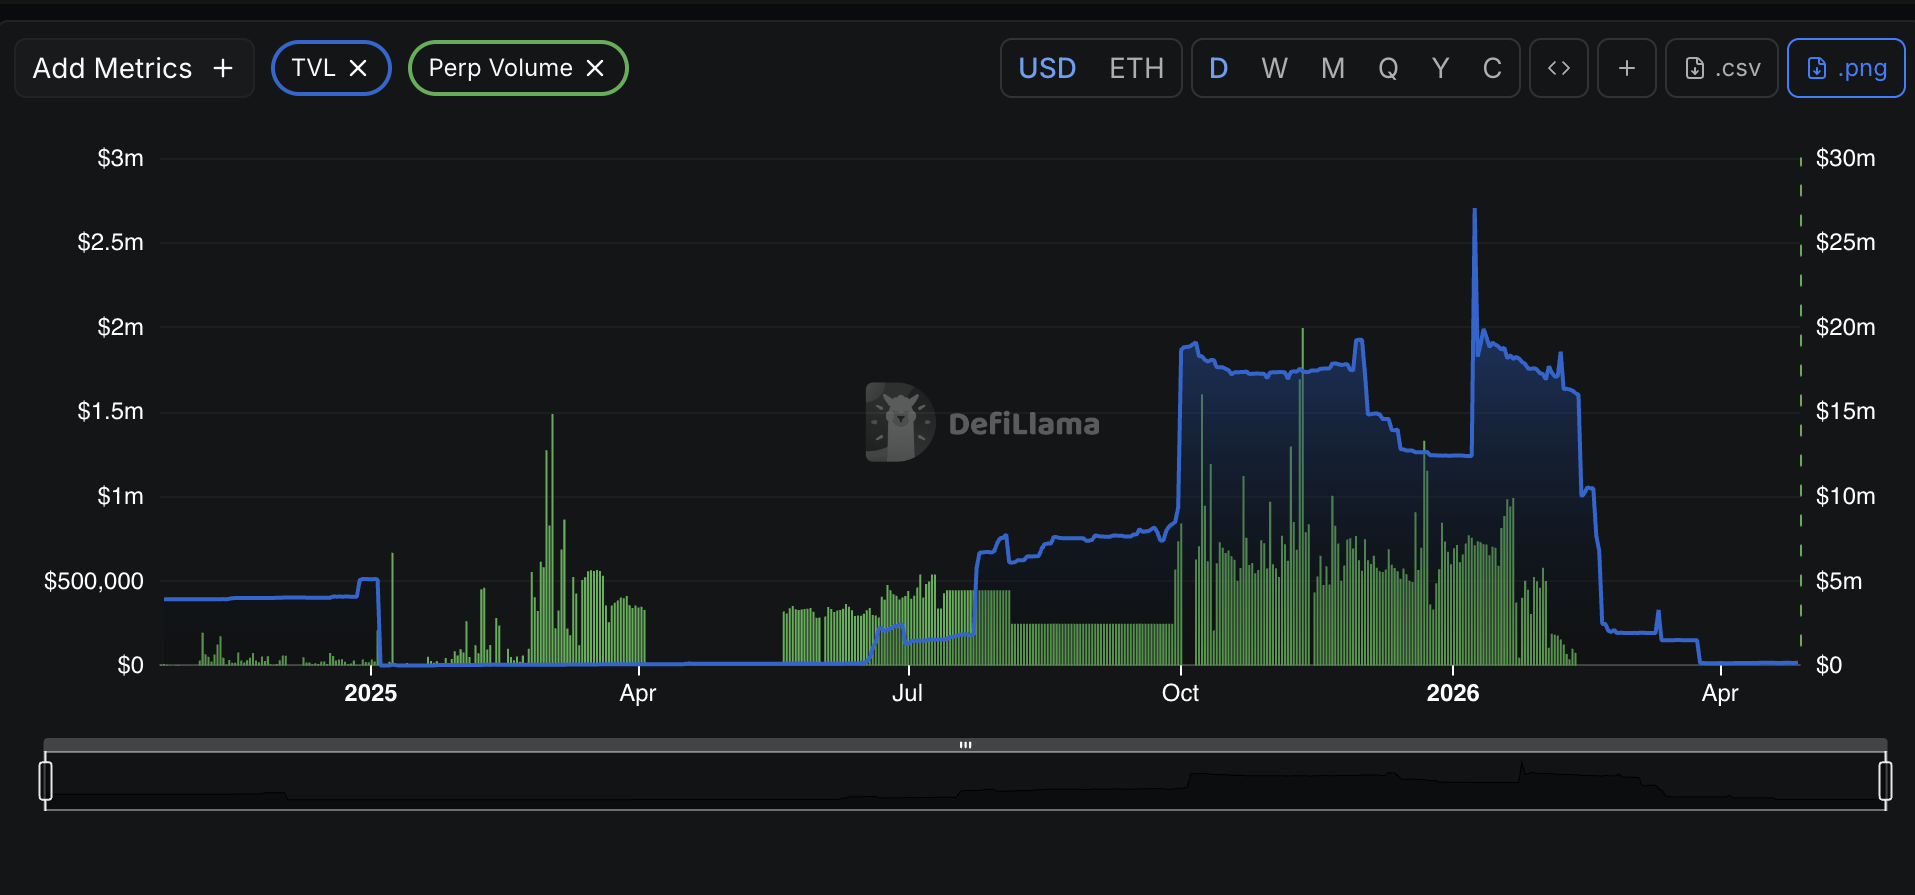 Add Metrics +
TVL ×
Perp Volume ×
USD ETH
D W M Q Y C
<>
+
.csv
.png
$3m
$2.5m
$2m
$1.5m
$1m
$500,000
$0
$30m
$25m
$20m
$15m
$10m
$5m
$0
DefiLlama
2025 Apr Jul Oct 2026 Apr